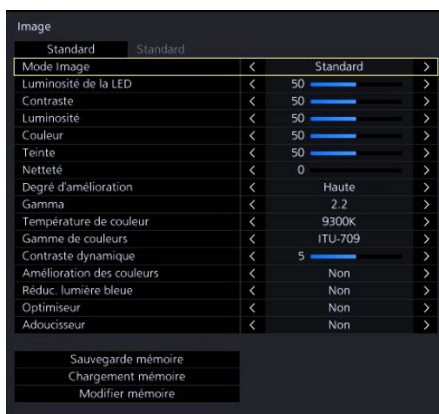 Image
Standard Standard
Mode Image < Standard >
Luminosité de la LED < 50 >
Contraste < 50 >
Luminosité < 50 >
Couleur < 50 >
Teinte < 50 >
Netteté < 0 >
Degré d'amélioration < Haute >
Gamma < 2.2 >
Température de couleur < 9300K >
Gamme de couleurs < ITU-709 >
Contraste dynamique < 5 >
Amélioration des couleurs < Non >
Réduc. lumière bleue < Non >
Optimiseur < Non >
Adoucisseur < Non >
Sauvegarde mémoire
Chargement mémoire
Modifier mémoire